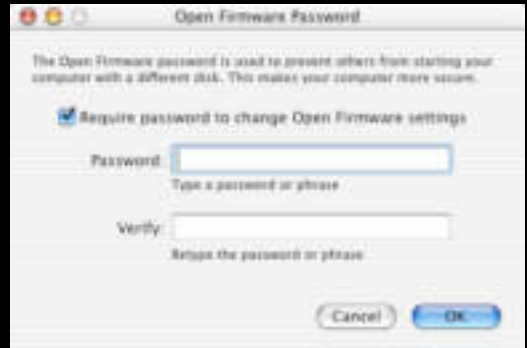 Open Firmware Password
The Open Firmware password is used to prevent others from starting your
computer with a different disk. This makes your computer more secure.
Require password to change Open Firmware settings
Password:
Type a password or phrase
Verify:
Retype the password or phrase
Cancel
OK